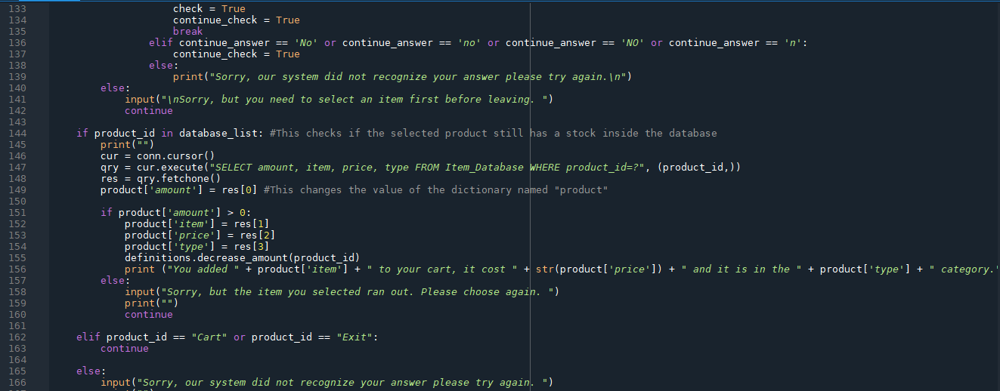 133 check = True
134 continue_check = True
135 break
136 elif continue_answer == 'No' or continue_answer == 'no' or continue_answer == 'NO' or continue_answer == 'n':
137 continue_check = True
138 else:
139 print("Sorry, our system did not recognize your answer please try again.\n")
140 else:
141 input("\nSorry, but you need to select an item first before leaving. ")
142 continue
143
144 if product_id in database_list: #This checks if the selected product still has a stock inside the database
145 print("")
146 cur = conn.cursor()
147 qry = cur.execute("SELECT amount, item, price, type FROM Item_Database WHERE product_id=?", (product_id,))
148 res = qry.fetchone()
149 product['amount'] = res[0] #This changes the value of the dictionary named "product"
150
151 if product['amount'] > 0:
152 product['item'] = res[1]
153 product['price'] = res[2]
154 product['type'] = res[3]
155 definitions.decrease_amount(product_id)
156 print ("You added " + product['item'] + " to your cart, it cost " + str(product['price']) + " and it is in the " + product['type'] + " category.
157 else:
158 input("Sorry, but the item you selected ran out. Please choose again. ")
159 print("")
160 continue
161
162 elif product_id == "Cart" or product_id == "Exit":
163 continue
164
165 else:
166 input("Sorry, our system did not recognize your answer please try again. ")